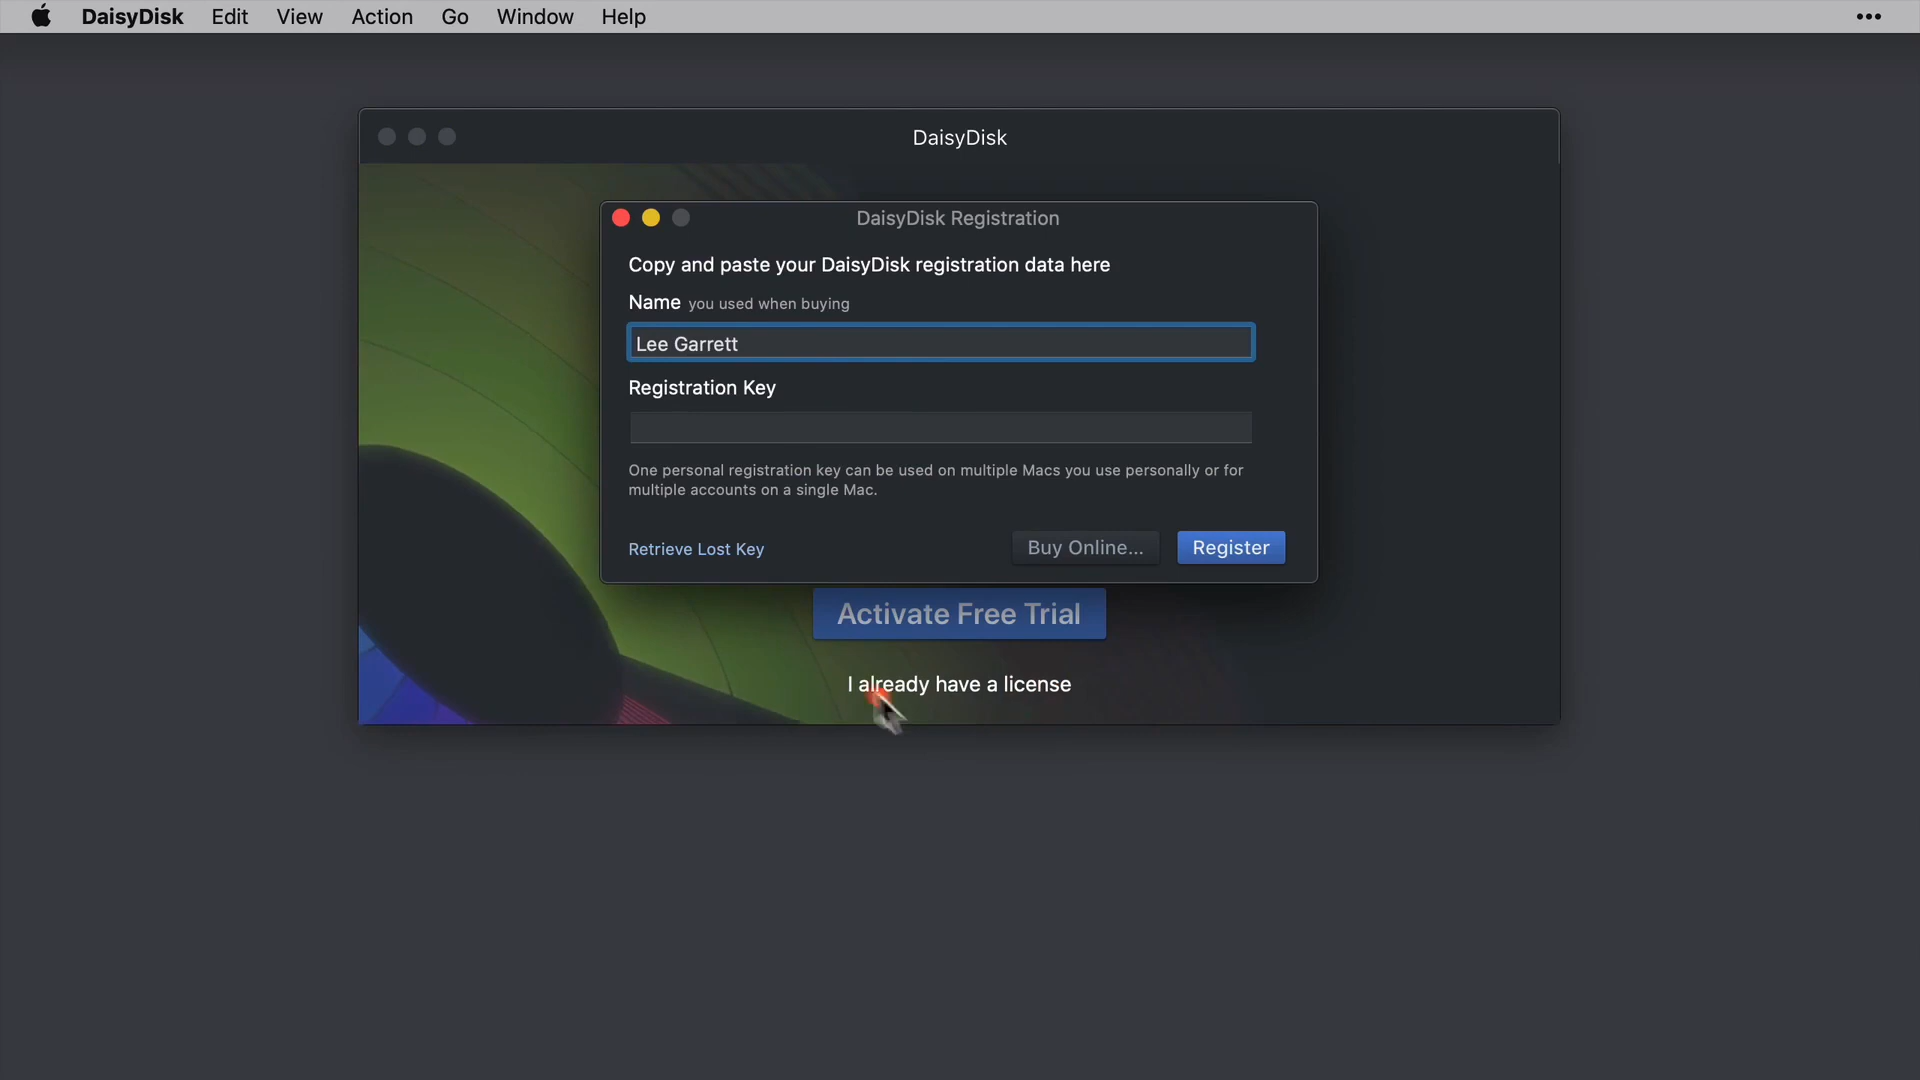 DaisyDisk Edit View Action Go Window Help
DaisyDisk
DaisyDisk Registration
Copy and paste your DaisyDisk registration data here
Name you used when buying
Lee Garrett
Registration Key
One personal registration key can be used on multiple Macs you use personally or for
multiple accounts on a single Mac.
Retrieve Lost Key Buy Online... Register
Activate Free Trial
I already have a license